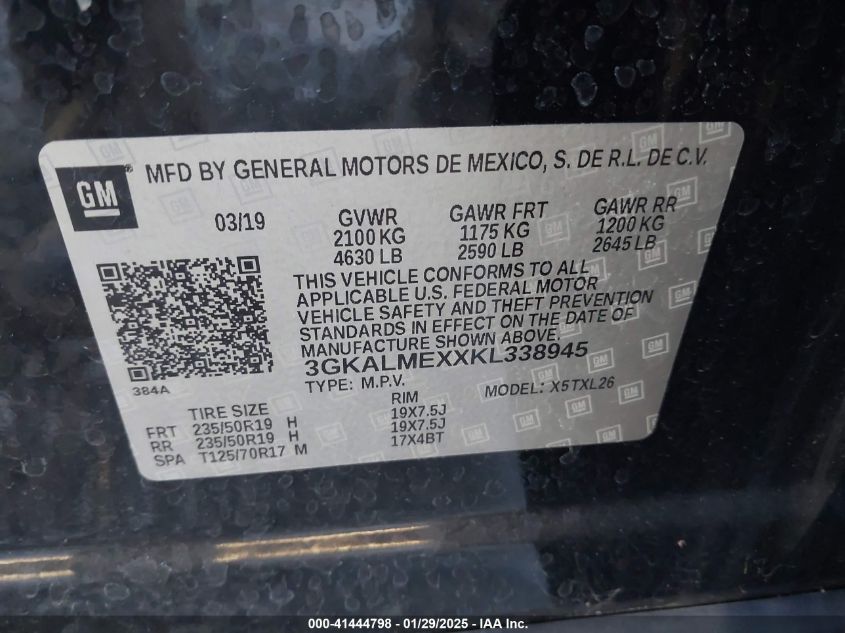 GM
MFD BY GENERAL MOTORS DE MEXICO, S. DE R.L. DE C.V.
03/19 GVWR GAWR FRT GAWR RR
2100 KG 1175 KG 1200 KG
4630 LB 2590 LB 2645 LB
THIS VEHICLE CONFORMS TO ALL
APPLICABLE U.S. FEDERAL MOTOR
VEHICLE SAFETY AND THEFT PREVENTION
STANDARDS IN EFFECT ON THE DATE OF
MANUFACTURE SHOWN ABOVE.
3GKALMEXXKL338945
384A
TYPE: M.P.V. MODEL: X5TXL26
TIRE SIZE RIM
FRT 235/50R19 H 19X7.5J
RR 235/50R19 H 19X7.5J
SPA T125/70R17 M 17X4BT
000-41444798 - 01/29/2025 - IAA Inc.